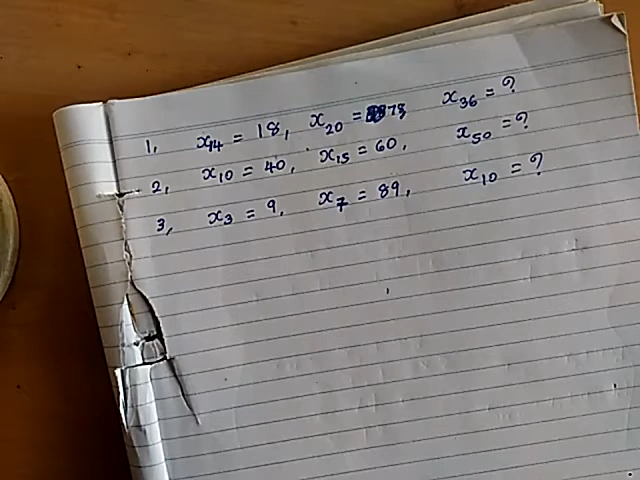 1, x₁₄ = 18, x₂₀ = 78 x₃₆ = ?
2, x₁₀ = 40, x₁₅ = 60, x₅₀ = ?
3, x₃ = 9, x₇ = 89, x₁₀ = ?